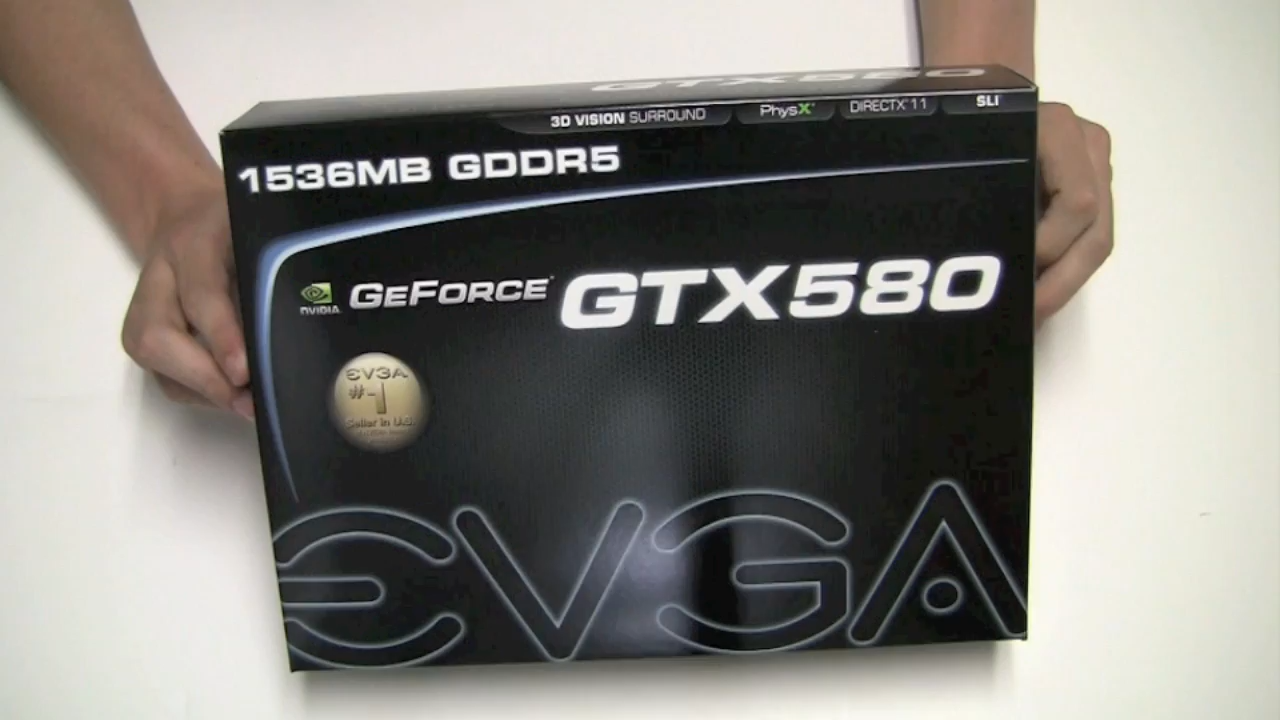 GTX580
3D VISION SURROUND PhysX DIRECTX 11 SLI
1536MB GDDR5
NVIDIA. GEFORCE GTX580
EVGA
#1
Seller in U.S.
EVGA